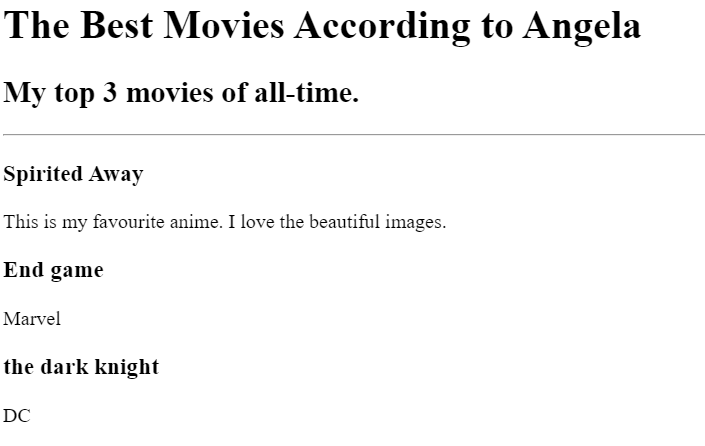 The Best Movies According to Angela
My top 3 movies of all-time.
Spirited Away
This is my favourite anime. I love the beautiful images.
End game
Marvel
the dark knight
DC